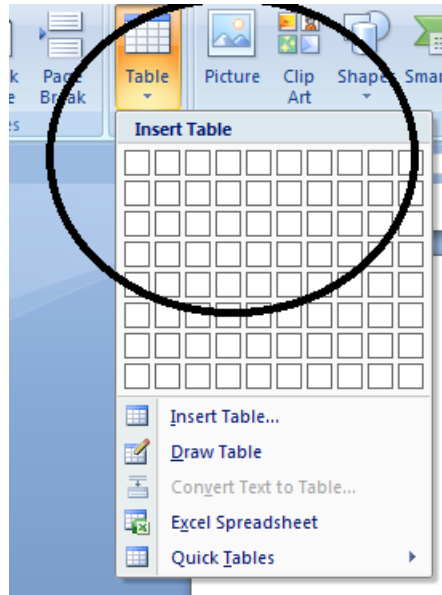 Table Picture Clip Shapes
Break Art
Insert Table
Insert Table...
Draw Table
Convert Text to Table...
Excel Spreadsheet
Quick Tables